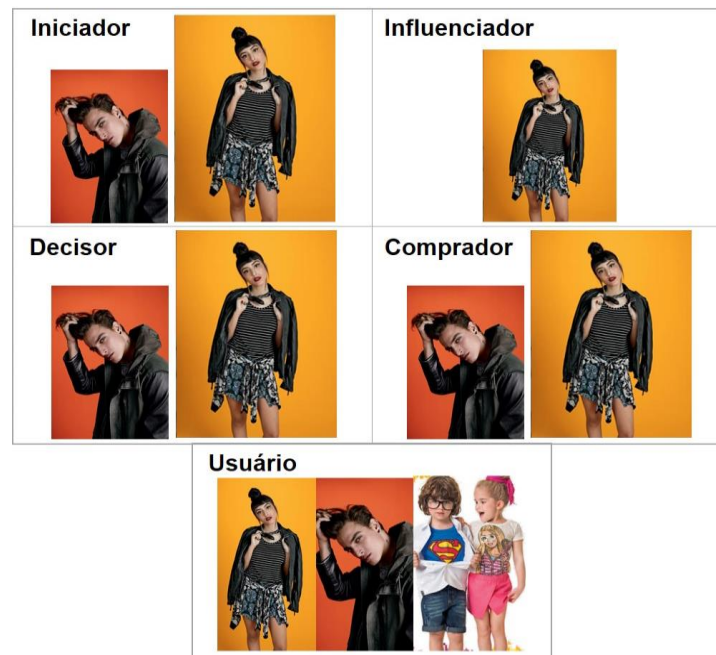 Iniciador
Influenciador
Decisor
Comprador
Usuário